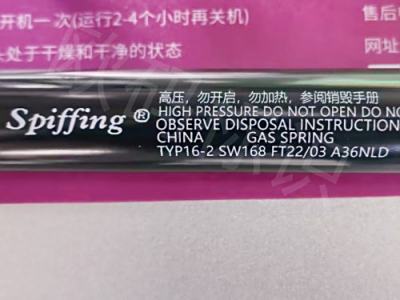 开机一次(运行2-4个小时再关机)
头处于干燥和干净的状态
售后
网址
Spiffing ®
高压，勿开启，勿加热，参阅销毁手册
HIGH PRESSURE DO NOT OPEN DO NO
OBSERVE DISPOSAL INSTRUCTION
CHINA GAS SPRING
TYP16-2 SW168 FT22/03 A36NLD